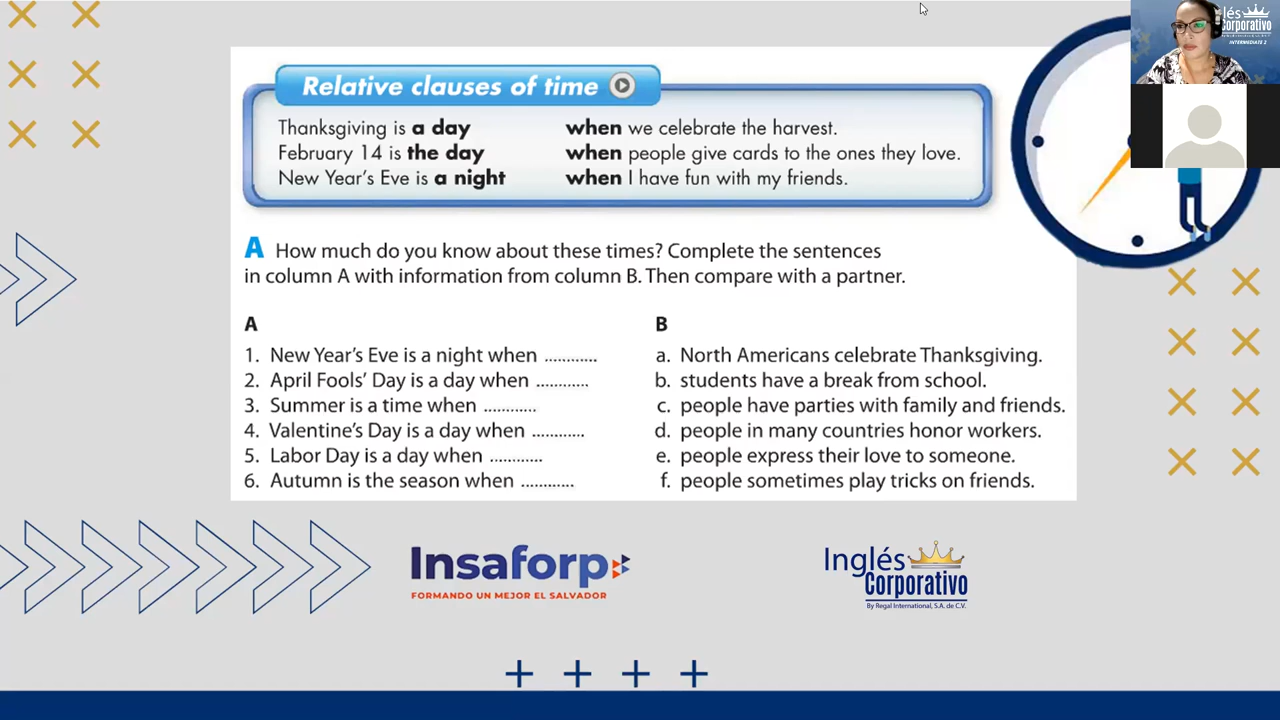 Relative clauses of time
Thanksgiving is a day when we celebrate the harvest.
February 14 is the day when people give cards to the ones they love.
New Year's Eve is a night when I have fun with my friends.
A How much do you know about these times? Complete the sentences
in column A with information from column B. Then compare with a partner.
A
1. New Year's Eve is a night when ............
2. April Fools' Day is a day when ............
3. Summer is a time when ............
4. Valentine's Day is a day when ............
5. Labor Day is a day when ............
6. Autumn is the season when ............
B
a. North Americans celebrate Thanksgiving.
b. students have a break from school.
c. people have parties with family and friends.
d. people in many countries honor workers.
e. people express their love to someone.
f. people sometimes play tricks on friends.
Insaforp
FORMANDO UN MEJOR EL SALVADOR
Inglés
Corporativo
By Regal International, S.A. de C.V.
lés
Corporativo
INTERMEDIATE 2